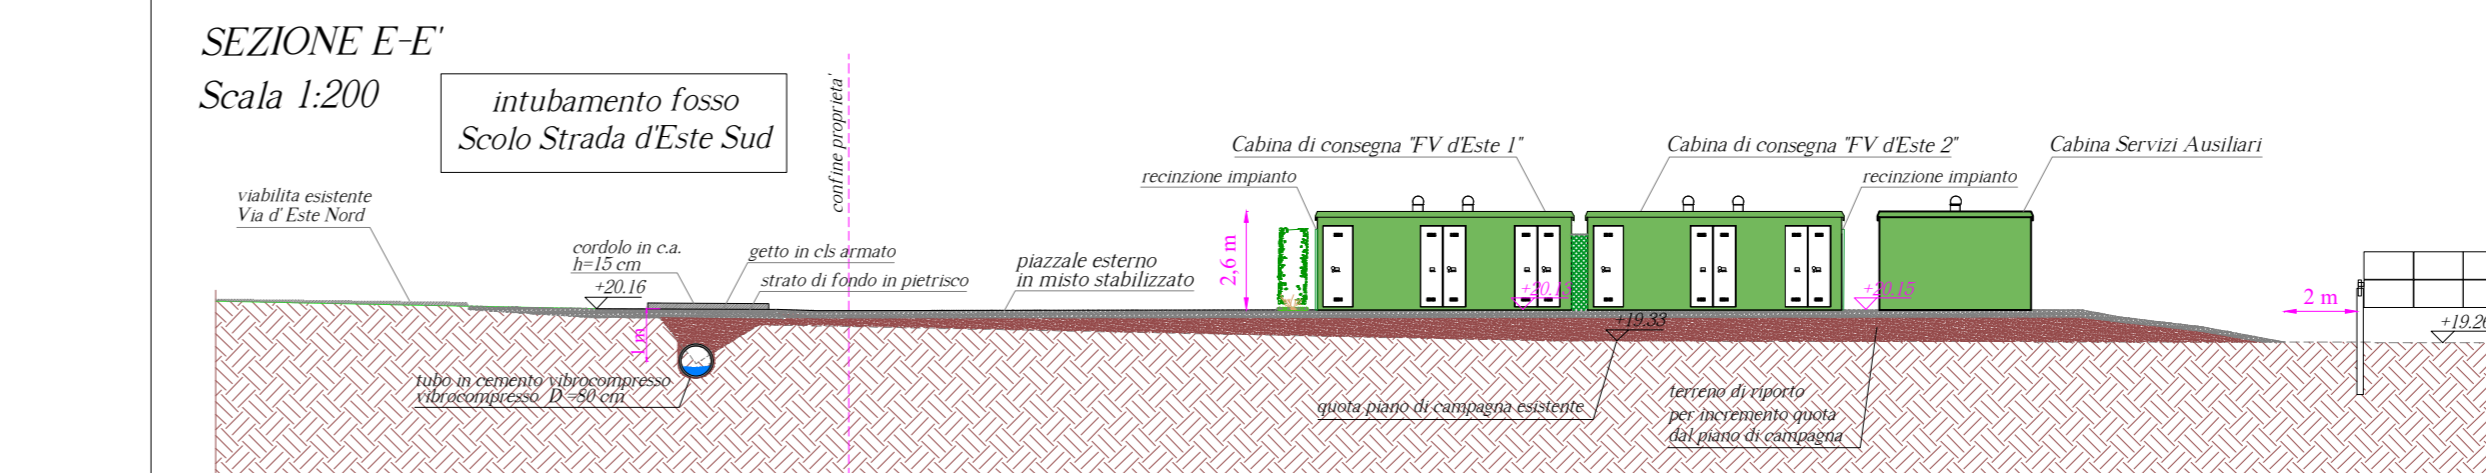 SEZIONE E-E'
Scala 1:200
intubamento fosso
Scolo Strada d'Este Sud
confine proprieta'
viabilita esistente
Via d' Este Nord
cordolo in c.a.
h=15 cm
+20.16
getto in cls armato
strato di fondo in pietrisco
piazzale esterno
in misto stabilizzato
recinzione impianto
Cabina di consegna "FV d'Este 1"
Cabina di consegna "FV d'Este 2"
recinzione impianto
Cabina Servizi Ausiliari
2,6 m
+20.15
2 m
+19.33
1 m
tubo in cemento vibrocompresso
vibrocompresso D =80 cm
quota piano di campagna esistente
terreno di riporto
per incremento quota
dal piano di campagna